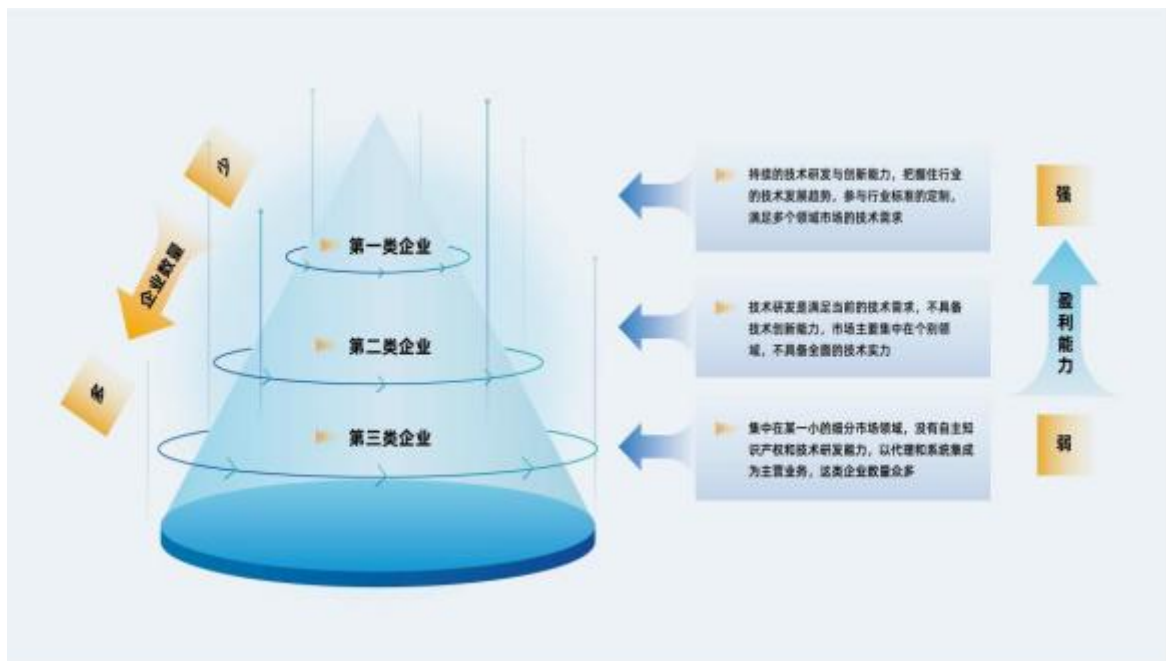 少
企业数量
多
第一类企业
第二类企业
第三类企业
持续的技术研发与创新能力，把握住行业
的技术发展趋势，参与行业标准的定制，
满足多个领域市场的技术需求
技术研发是满足当前的技术需求，不具备
技术创新能力，市场主要集中在个别领
域，不具备全面的技术实力
集中在某一小的细分市场领域，没有自主知
识产权和技术研发能力，以代理和系统集成
为主营业务，这类企业数量众多
强
盈利能力
弱